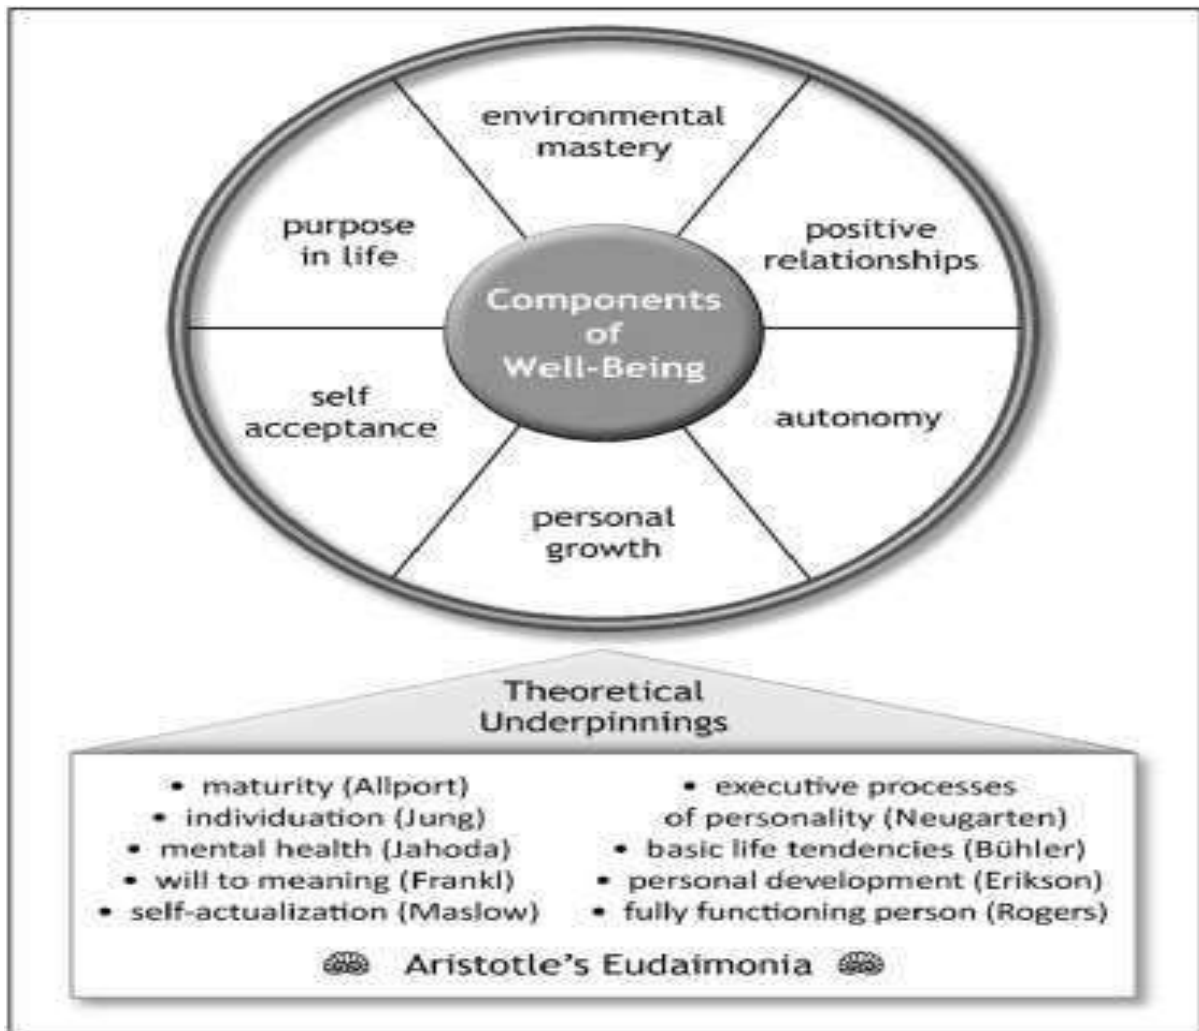 environmental
mastery
positive
relationships
autonomy
personal
growth
self
acceptance
purpose
in life
Components
of
Well-Being
Theoretical
Underpinnings
• maturity (Allport)
• individuation (Jung)
• mental health (Jahoda)
• will to meaning (Frankl)
• self-actualization (Maslow)
• executive processes
of personality (Neugarten)
• basic life tendencies (Bühler)
• personal development (Erikson)
• fully functioning person (Rogers)
Aristotle's Eudaimonia